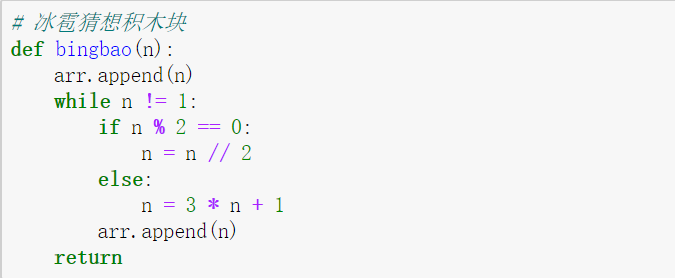 # 冰雹猜想积木块
def bingbao(n):
    arr.append(n)
    while n != 1:
        if n % 2 == 0:
            n = n // 2
        else:
            n = 3 * n + 1
        arr.append(n)
    return